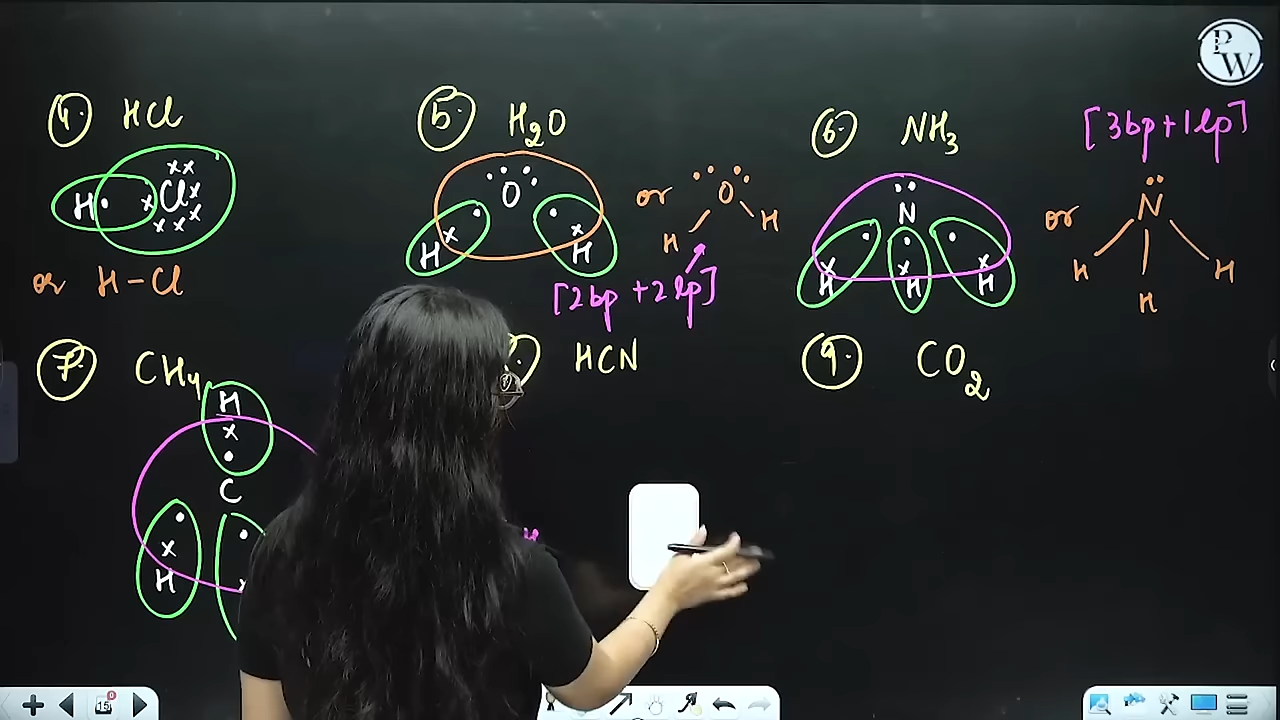 PW
4. HCl
H Cl
or H-Cl
5. H2O
O
H H
or O
H H
[2bp + 2lp]
6. NH3
N
H H H
[3bp+1lp]
or N
H H H
7. CH4
H
C
H
HCN
9. CO2
H
15